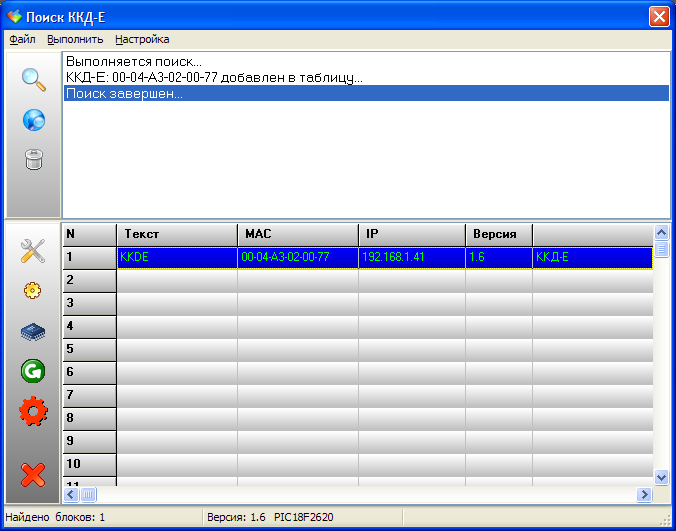 Поиск ККД-Е
Файл Выполнить Настройка
Выполняется поиск...
ККД-Е: 00-04-A3-02-00-77 добавлен в таблицу...
Поиск завершен...
N Текст MAC IP Версия
1 KKDE 00-04-A3-02-00-77 192.168.1.41 1.6 ККД-Е
2
3
4
5
6
7
8
9
10
11
Найдено блоков: 1 Версия: 1.6 PIC18F2620